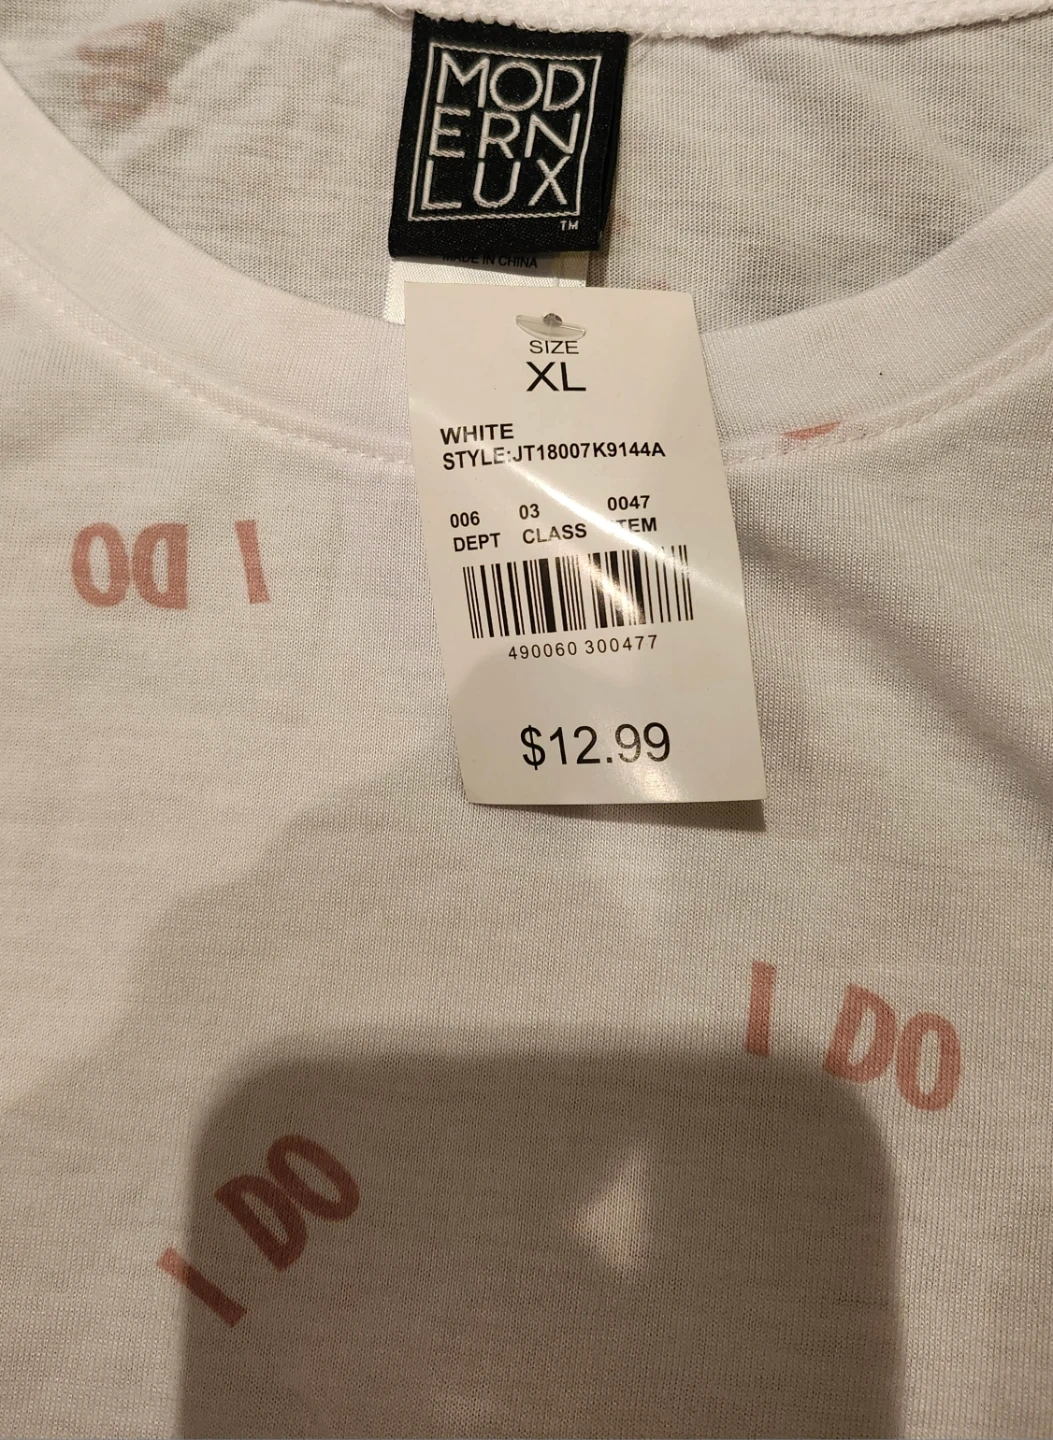 MOD
ERN
LUX
TM
MADE IN CHINA
SIZE
XL
WHITE
STYLE:JT18007K9144A
006 03 0047
DEPT CLASS ITEM
490060 300477
$12.99
I DO
I DO
I DO